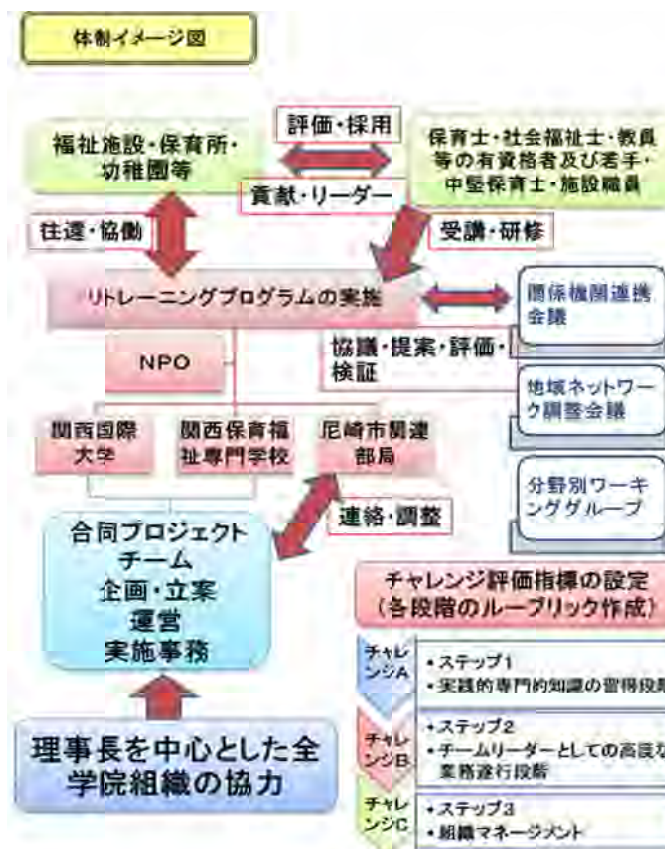 体制イメージ図
福祉施設・保育所・
幼稚園等
評価・採用
貢献・リーダー
保育士・社会福祉士・教員
等の有資格者及び若手・
中堅保育士・施設職員
往還・協働
受講・研修
リトレーニングプログラムの実施
関係機関連携
会議
NPO
協議・提案・評価・
検証
地域ネットワー
ク調整会議
関西国際
大学
関西保育福
祉専門学校
尼崎市関連
部局
分野別ワーキ
ンググループ
連絡・調整
合同プロジェクト
チーム
企画・立案
運営
実施事務
チャレンジ評価指標の設定
(各段階のルーブリック作成)
チャレ
ンジA
・ステップ1
・実践的専門的知識の習得段階
チャレ
ンジB
・ステップ2
・チームリーダーとしての高度な
業務遂行段階
チャレ
ンジC
・ステップ3
・組織マネージメント
理事長を中心とした全
学院組織の協力